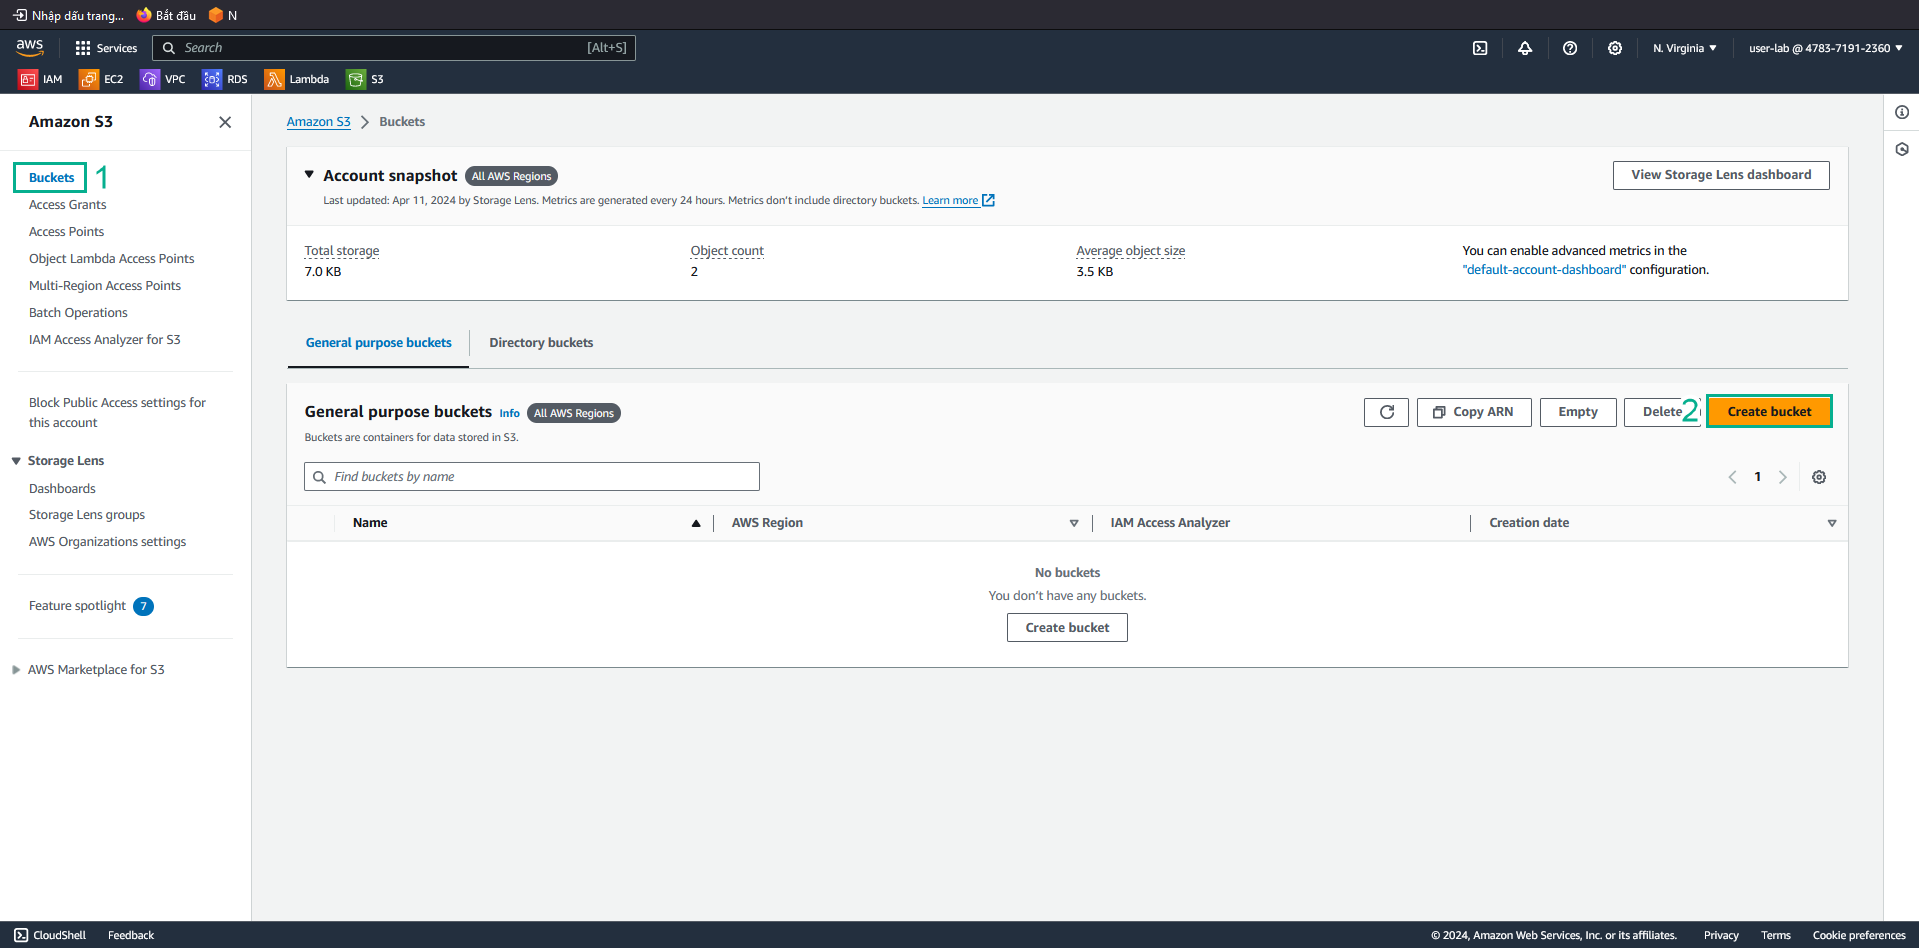 Nhập dấu trang... Bắt đầu N
aws Services Search [Alt+S] N. Virginia user-lab @ 4783-7191-2360
IAM EC2 VPC RDS Lambda S3
Amazon S3
Buckets 1
Access Grants
Access Points
Object Lambda Access Points
Multi-Region Access Points
Batch Operations
IAM Access Analyzer for S3
Block Public Access settings for
this account
Storage Lens
Dashboards
Storage Lens groups
AWS Organizations settings
Feature spotlight 7
AWS Marketplace for S3
Amazon S3 Buckets
Account snapshot All AWS Regions View Storage Lens dashboard
Last updated: Apr 11, 2024 by Storage Lens. Metrics are generated every 24 hours. Metrics don't include directory buckets. Learn more
Total storage Object count Average object size
7.0 KB 2 3.5 KB
You can enable advanced metrics in the
"default-account-dashboard" configuration.
General purpose buckets Directory buckets
General purpose buckets Info All AWS Regions Copy ARN Empty Delete 2 Create bucket
Buckets are containers for data stored in S3.
Find buckets by name 1
Name AWS Region IAM Access Analyzer Creation date
No buckets
You don't have any buckets.
Create bucket
CloudShell Feedback © 2024, Amazon Web Services, Inc. or its affiliates. Privacy Terms Cookie preferences